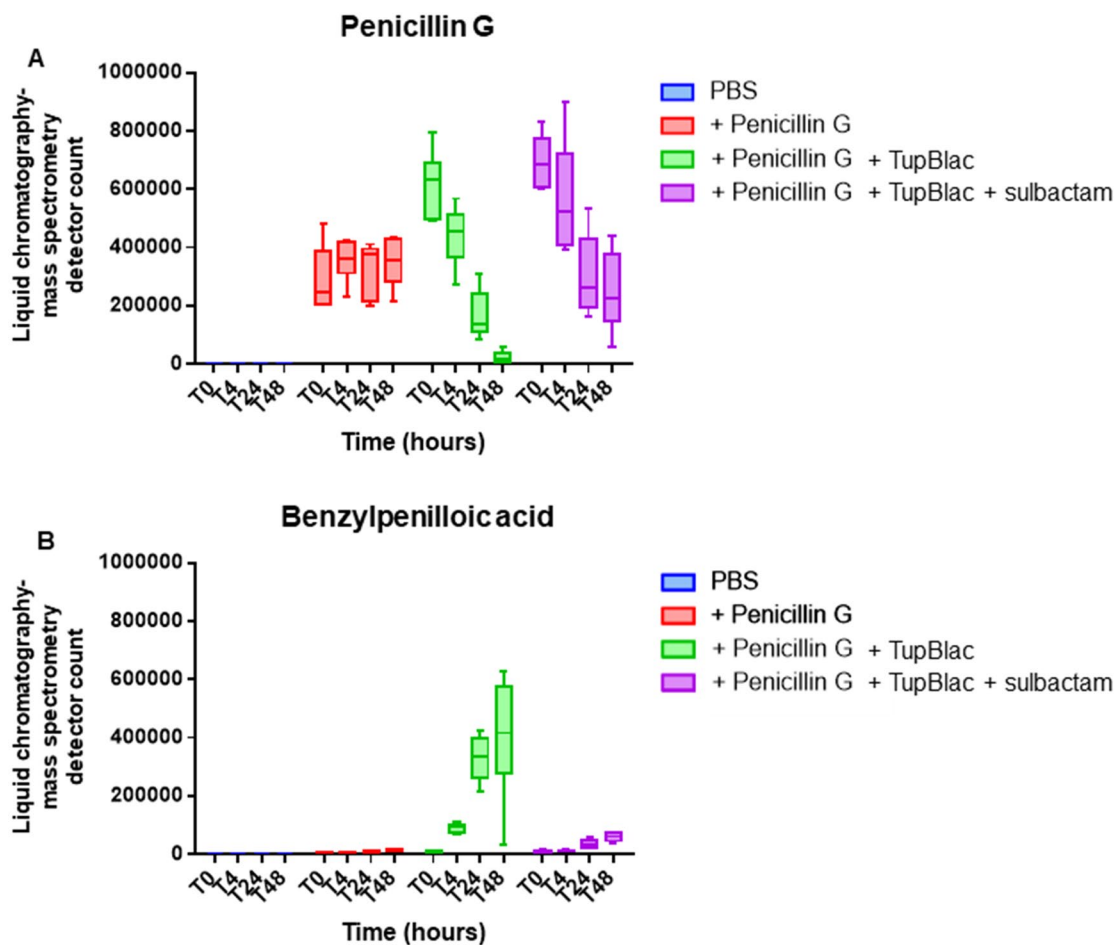 Penicillin G
A
Liquid chromatography-
mass spectrometry
detector count
1000000
800000
600000
400000
200000
0
T0
T4
T24
T48
T0
T4
T24
T48
T0
T4
T24
T48
T0
T4
T24
T48
Time (hours)
PBS
+ Penicillin G
+ Penicillin G + TupBlac
+ Penicillin G + TupBlac + sulbactam
Benzylpenilloic acid
B
Liquid chromatography-
mass spectrometry
detector count
1000000
800000
600000
400000
200000
0
T0
T4
T24
T48
T0
T4
T24
T48
T0
T4
T24
T48
T0
T4
T24
T48
Time (hours)
PBS
+ Penicillin G
+ Penicillin G + TupBlac
+ Penicillin G + TupBlac + sulbactam